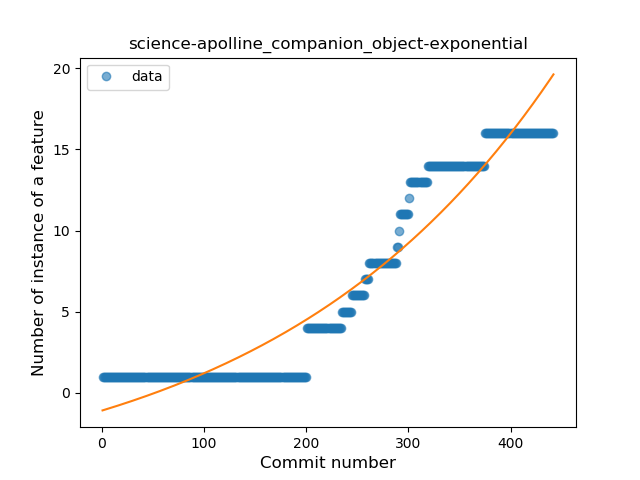 science-apolline_companion_object-exponential
data
Number of instance of a feature
20
15
10
5
0
0 100 200 300 400
Commit number